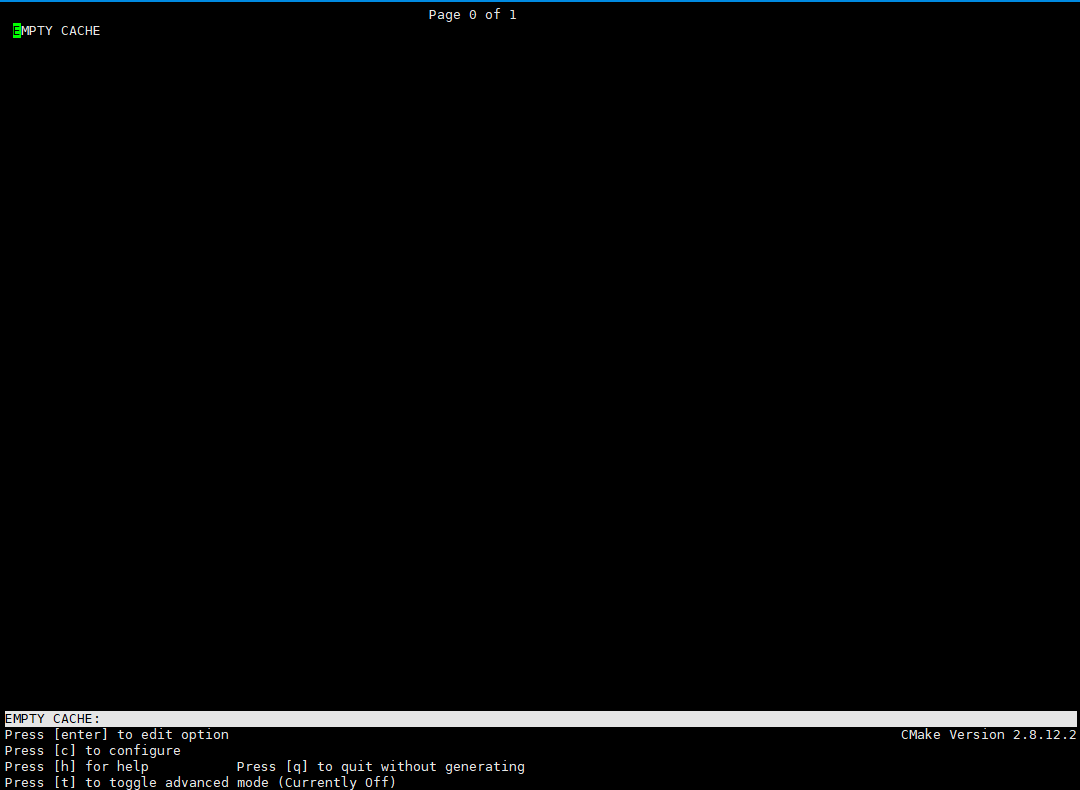 Page 0 of 1
EMPTY CACHE
EMPTY CACHE:
Press [enter] to edit option CMake Version 2.8.12.2
Press [c] to configure
Press [h] for help Press [q] to quit without generating
Press [t] to toggle advanced mode (Currently Off)